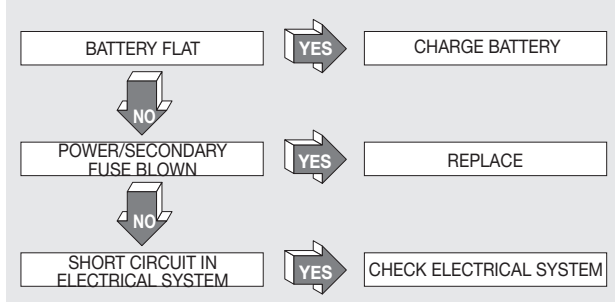 BATTERY FLAT
YES
CHARGE BATTERY
NO
POWER/SECONDARY
FUSE BLOWN
YES
REPLACE
NO
SHORT CIRCUIT IN
ELECTRICAL SYSTEM
YES
CHECK ELECTRICAL SYSTEM